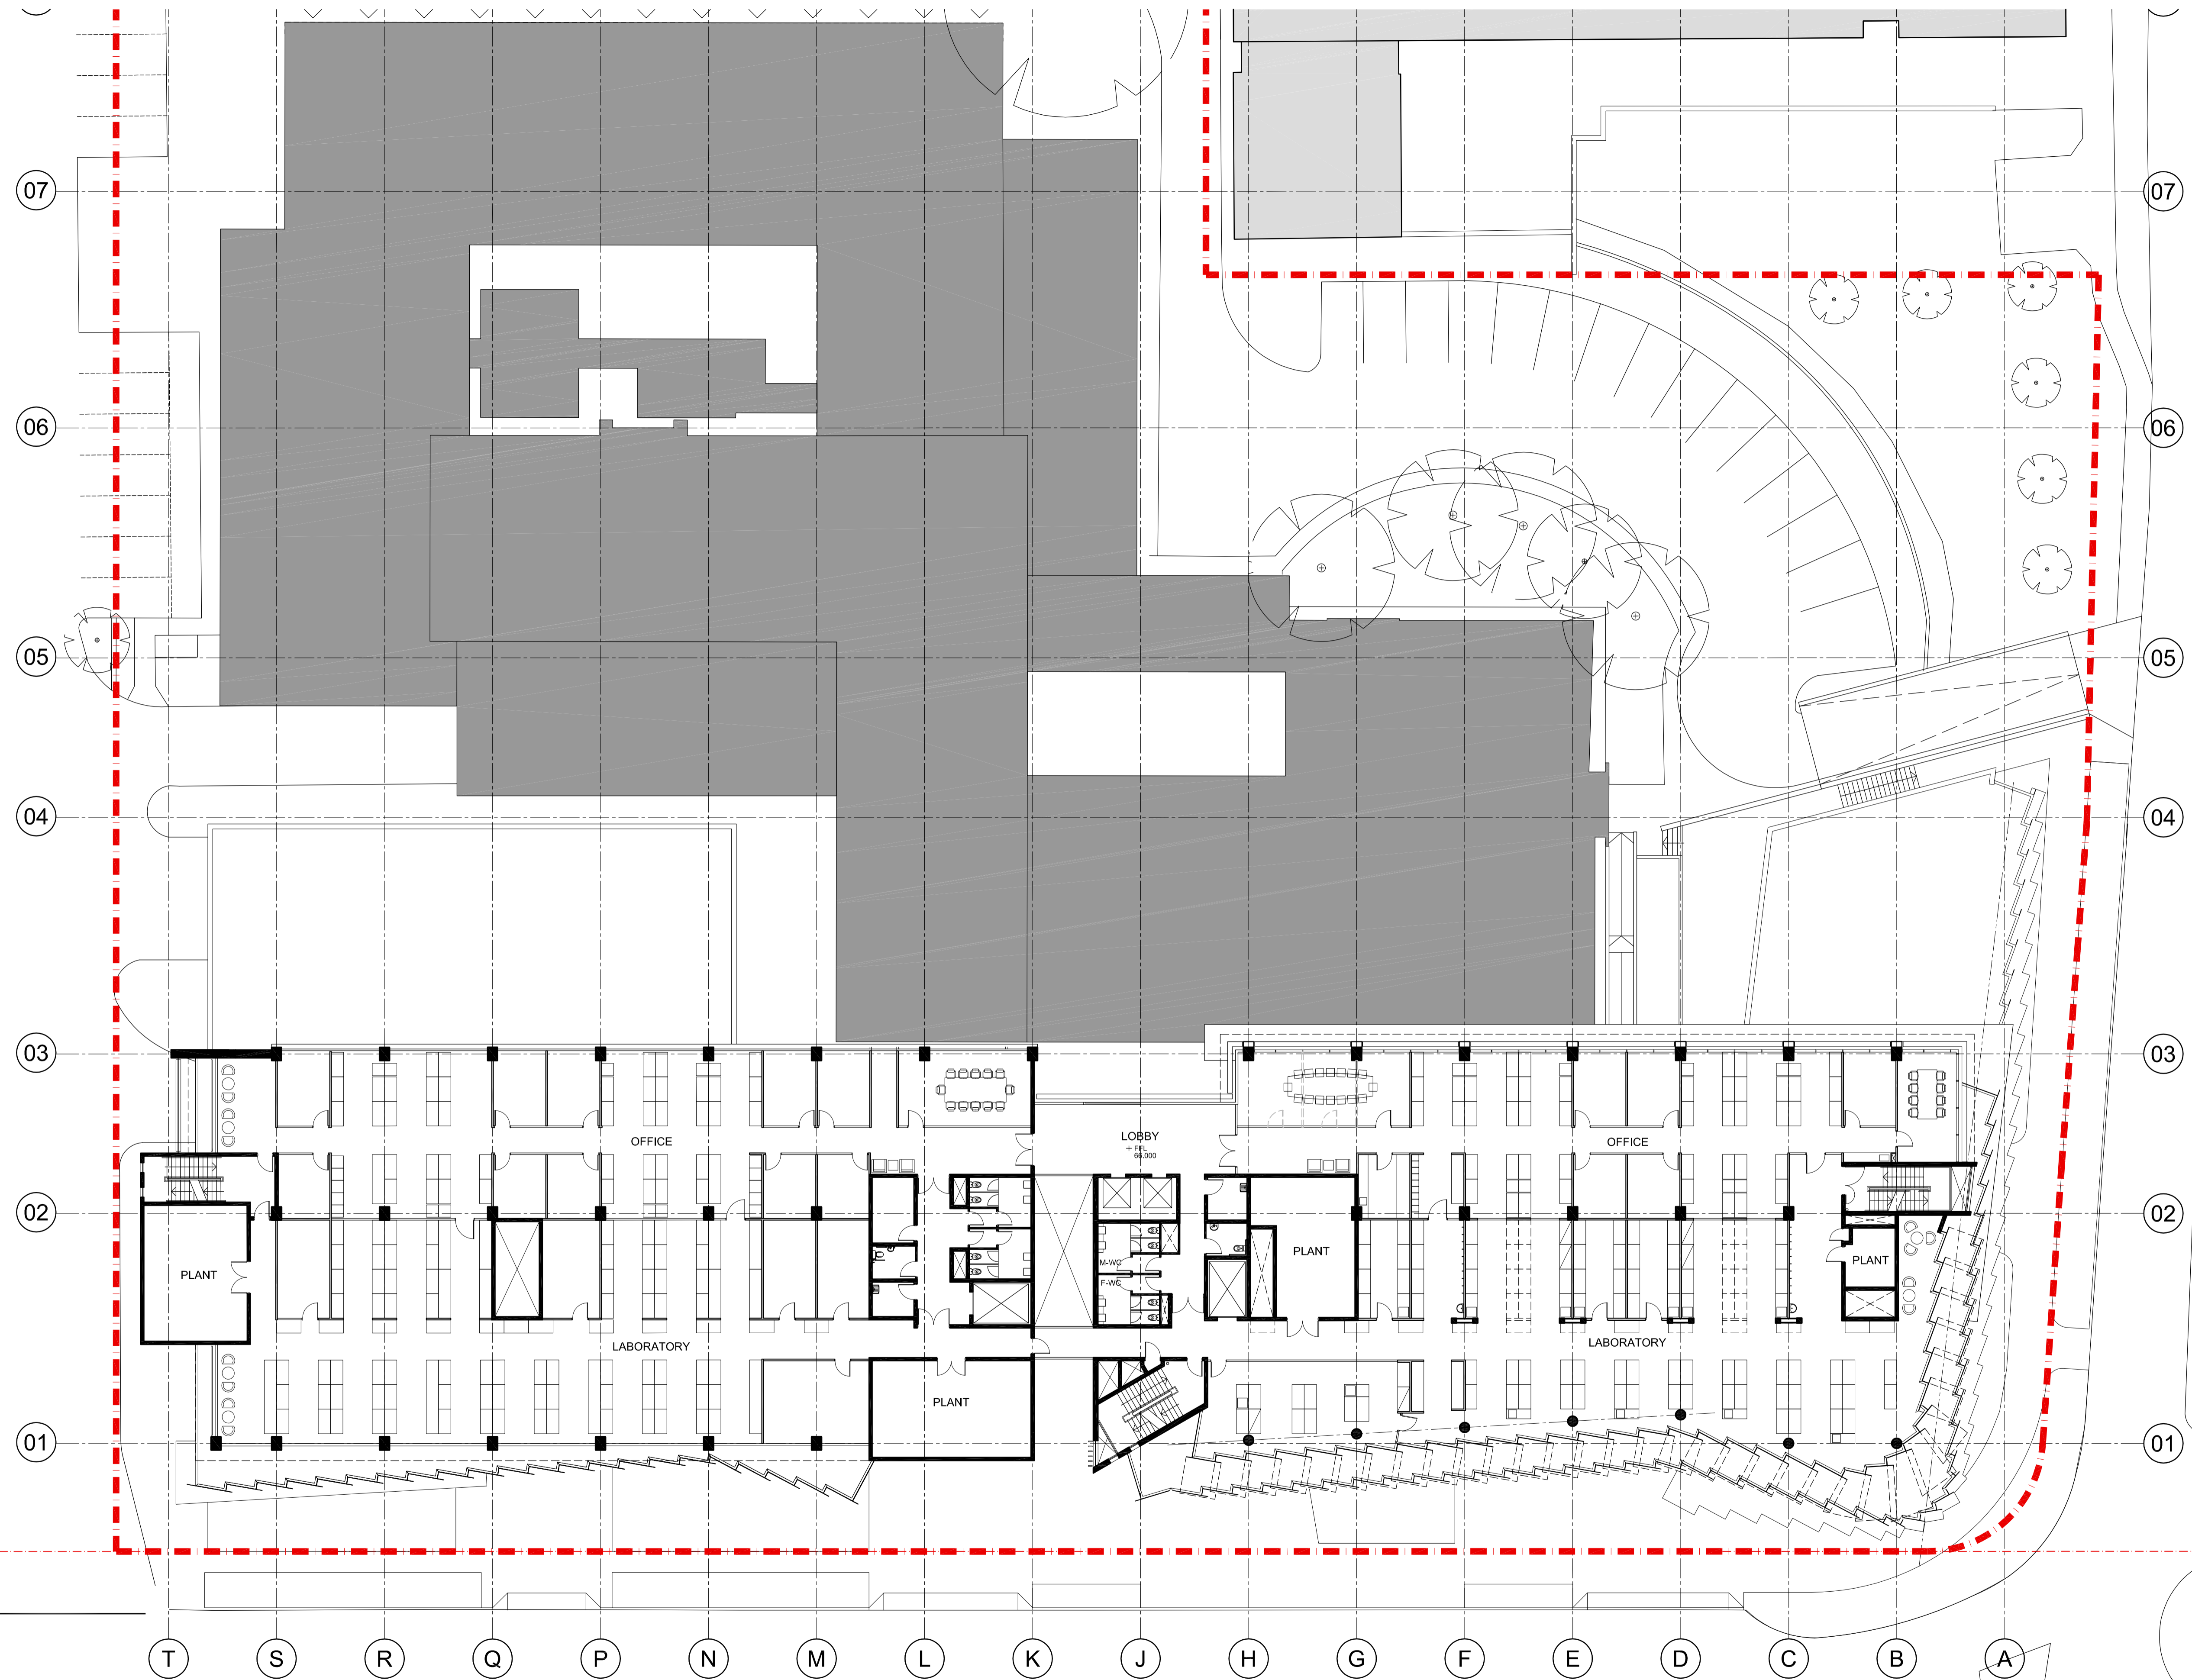 07
07
06
06
05
05
04
04
03
03
LOBBY
+ FFL
66.000
OFFICE
OFFICE
02
02
PLANT
PLANT
M-WC
PLANT
F-WC
LABORATORY
LABORATORY
PLANT
01
01
T
S
R
Q
P
N
M
L
K
J
H
G
F
E
D
C
B
A